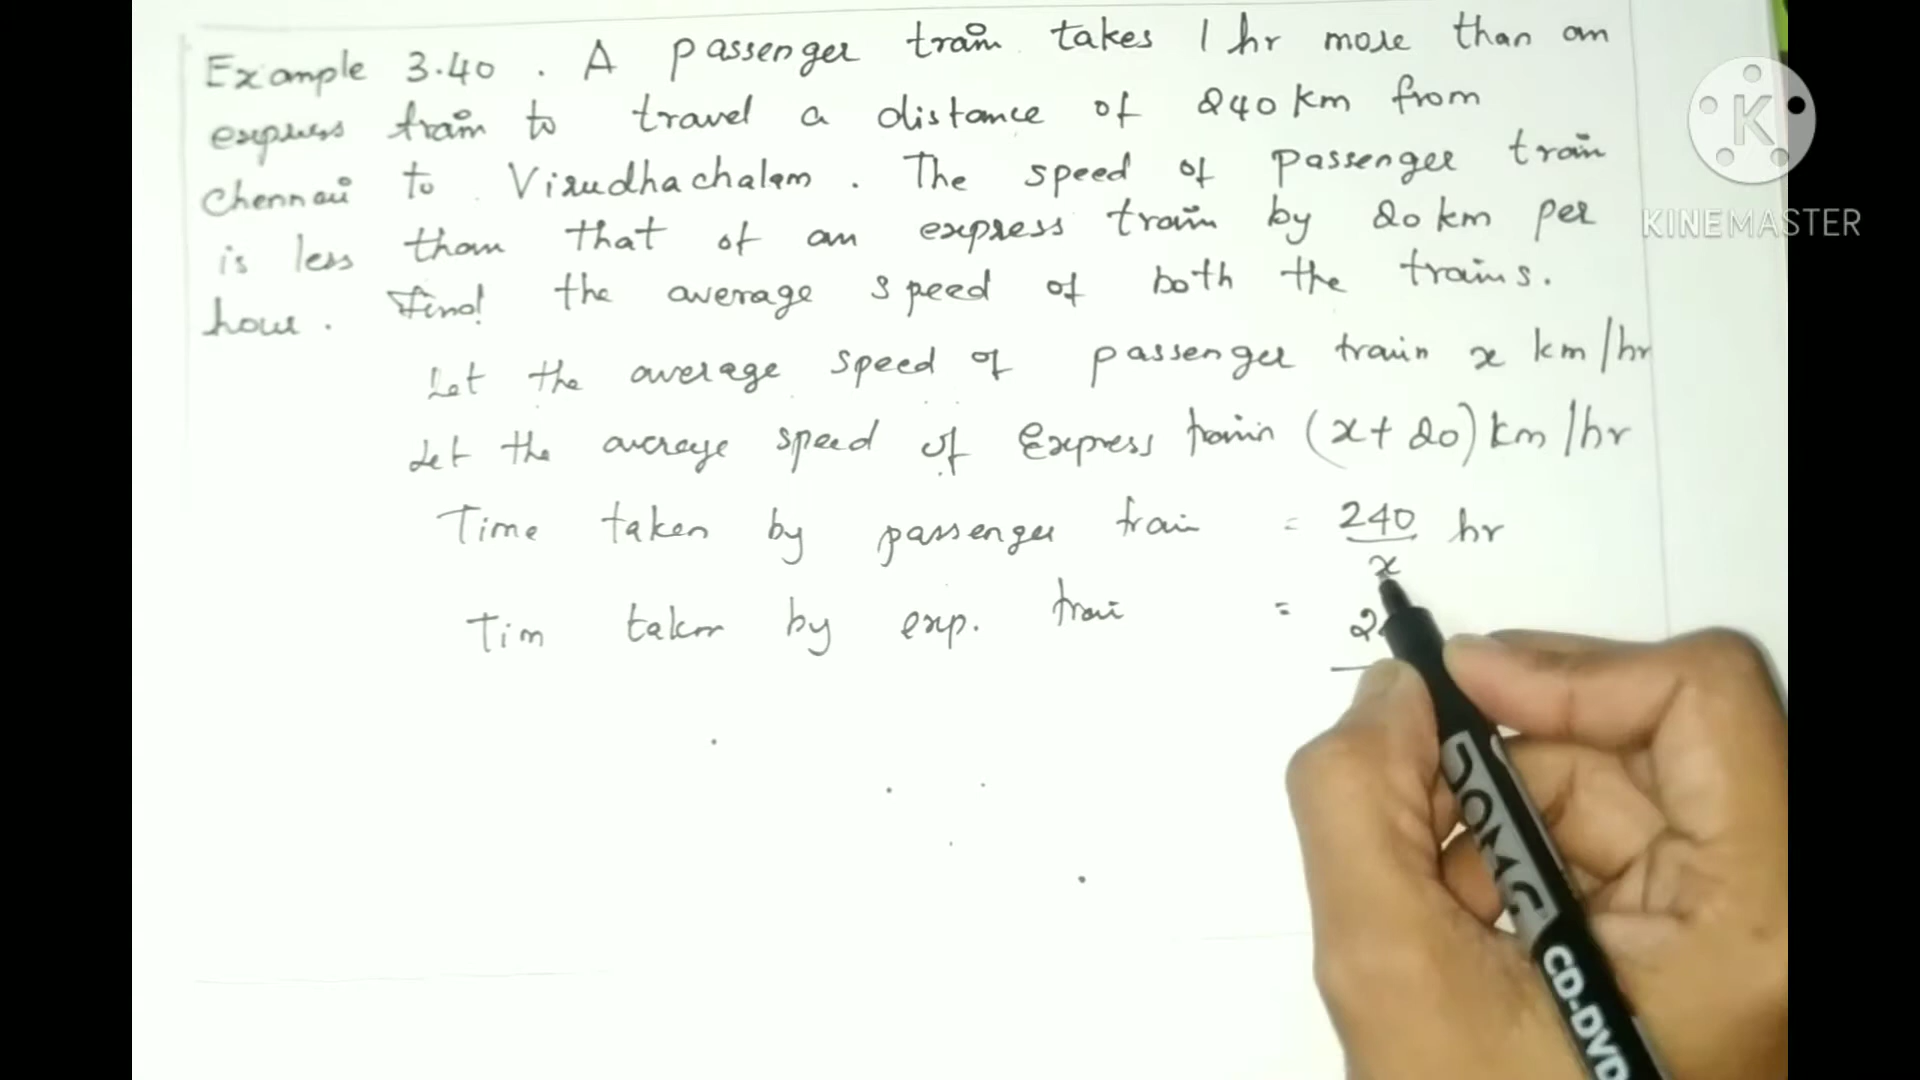 Example 3.40 . A passenger train takes 1 hr more than an
express train to travel a distance of 240 km from
Chennai to Virudhachalam . The speed of passenger train
is less than that of an express train by 20 km per
hour . Find the average speed of both the trains .
Let the average speed of passenger train x km/hr
Let the average speed of Express train (x + 20) km/hr
Time taken by passenger train = 240/x hr
Tim taken by exp. trai = 2
K
KINEMASTER
DOMS
CD-DVD